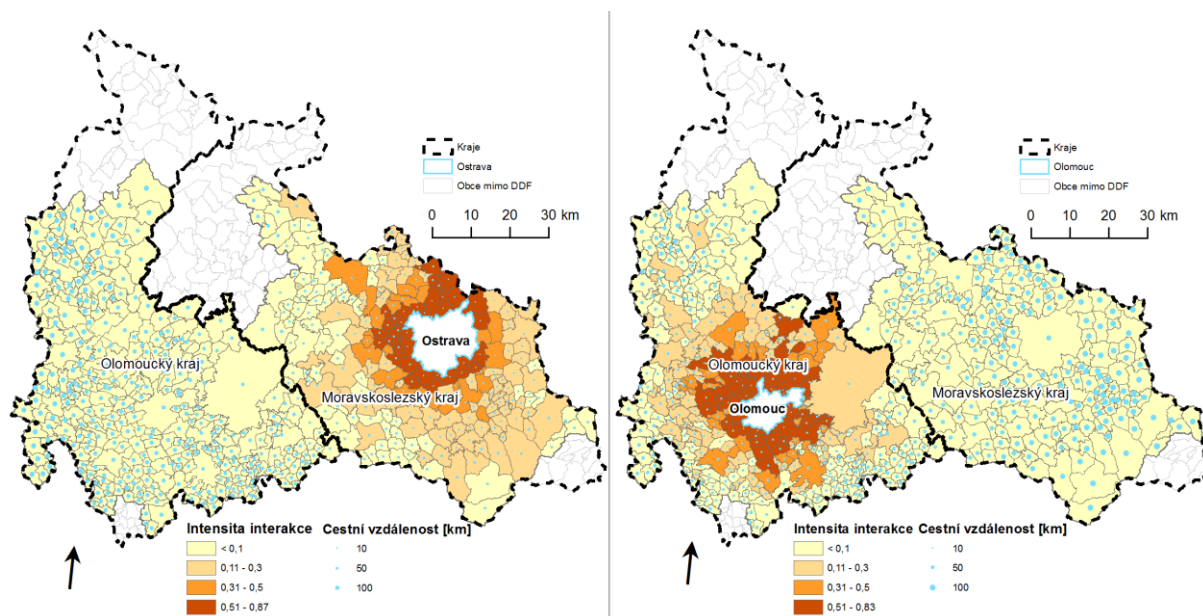 Kraje
Ostrava
Obce mimo DDF
0 10 20 30 km
Ostrava
Olomoucký kraj
Moravskoslezský kraj
Intensita interakce
< 0,1
0,11 - 0,3
0,31 - 0,5
0,51 - 0,87
Cestní vzdálenost [km]
10
50
100
Kraje
Olomouc
Obce mimo DDF
0 10 20 30 km
Olomoucký kraj
Olomouc
Moravskoslezský kraj
Intensita interakce
< 0,1
0,11 - 0,3
0,31 - 0,5
0,51 - 0,83
Cestní vzdálenost [km]
10
50
100